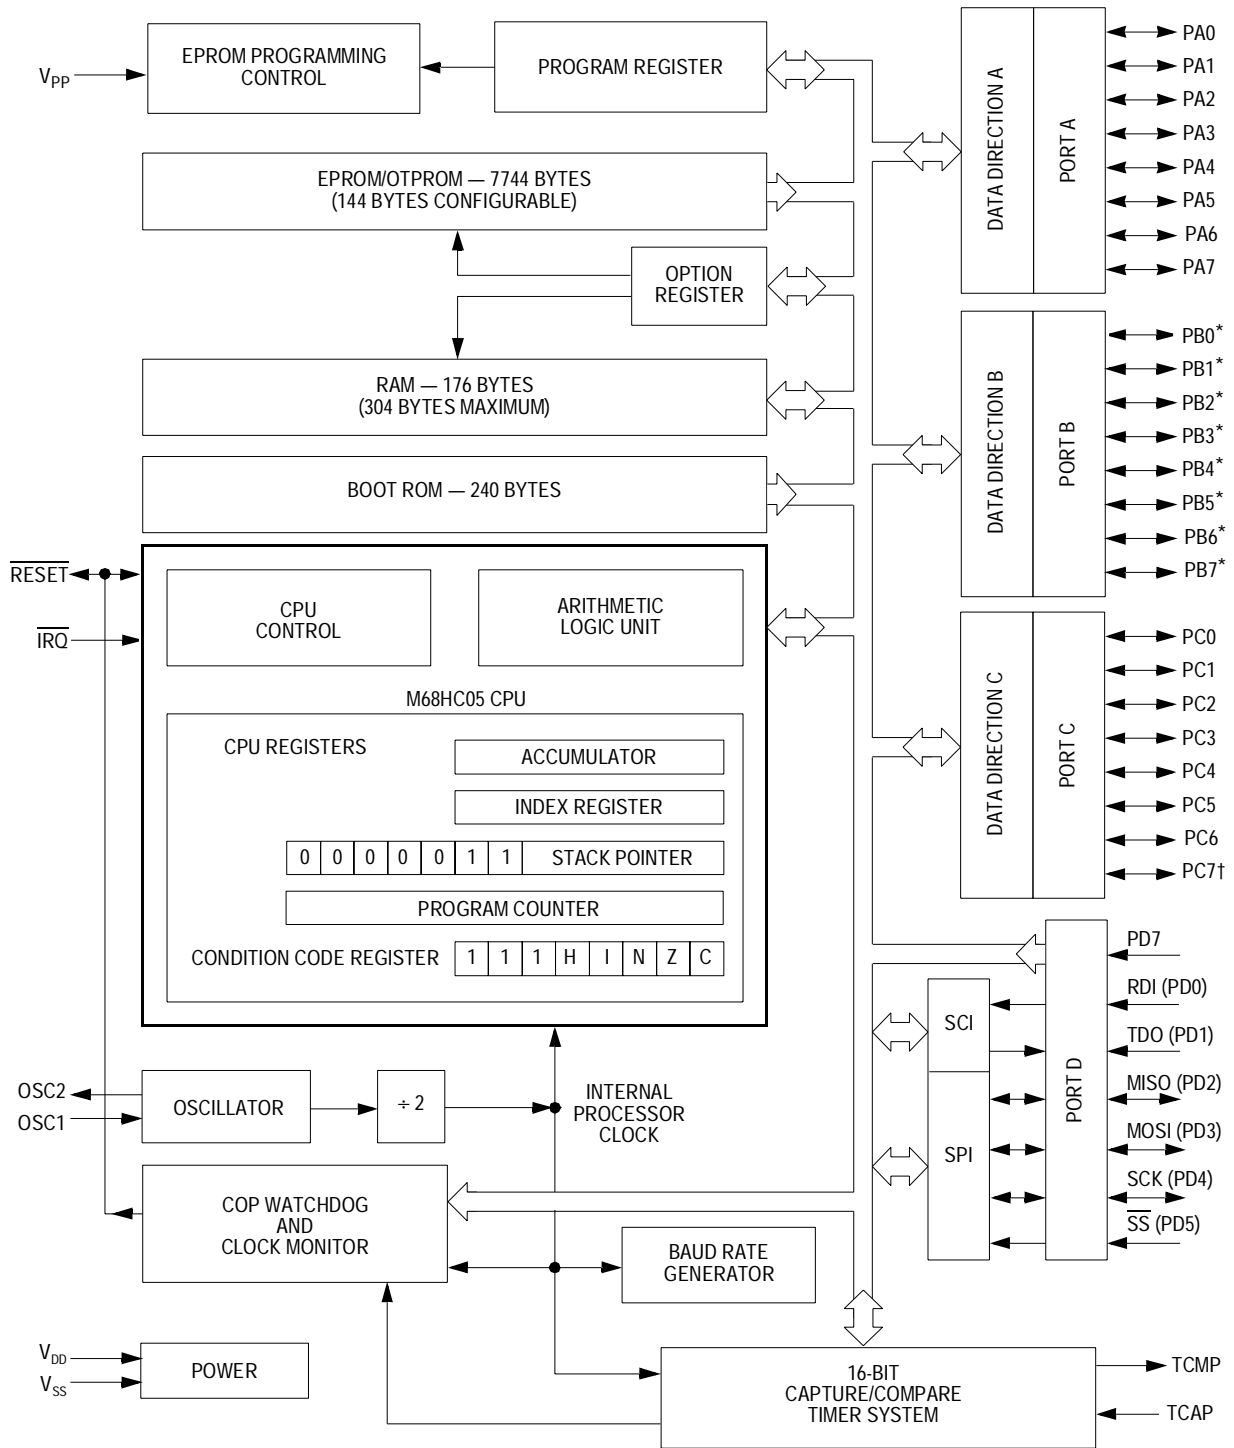 V_PP
EPROM PROGRAMMING
CONTROL
PROGRAM REGISTER
EPROM/OTPROM — 7744 BYTES
(144 BYTES CONFIGURABLE)
OPTION
REGISTER
RAM — 176 BYTES
(304 BYTES MAXIMUM)
BOOT ROM — 240 BYTES
RESET
IRQ
CPU
CONTROL
ARITHMETIC
LOGIC UNIT
M68HC05 CPU
CPU REGISTERS
ACCUMULATOR
INDEX REGISTER
0 0 0 0 0 1 1 STACK POINTER
PROGRAM COUNTER
CONDITION CODE REGISTER 1 1 1 H I N Z C
OSC2
OSC1
OSCILLATOR
÷ 2
INTERNAL
PROCESSOR
CLOCK
COP WATCHDOG
AND
CLOCK MONITOR
BAUD RATE
GENERATOR
V_DD
V_SS
POWER
16-BIT
CAPTURE/COMPARE
TIMER SYSTEM
TCMP
TCAP
DATA DIRECTION A
PORT A
PA0
PA1
PA2
PA3
PA4
PA5
PA6
PA7
DATA DIRECTION B
PORT B
PB0*
PB1*
PB2*
PB3*
PB4*
PB5*
PB6*
PB7*
DATA DIRECTION C
PORT C
PC0
PC1
PC2
PC3
PC4
PC5
PC6
PC7†
SCI
SPI
PORT D
PD7
RDI (PD0)
TDO (PD1)
MISO (PD2)
MOSI (PD3)
SCK (PD4)
SS (PD5)